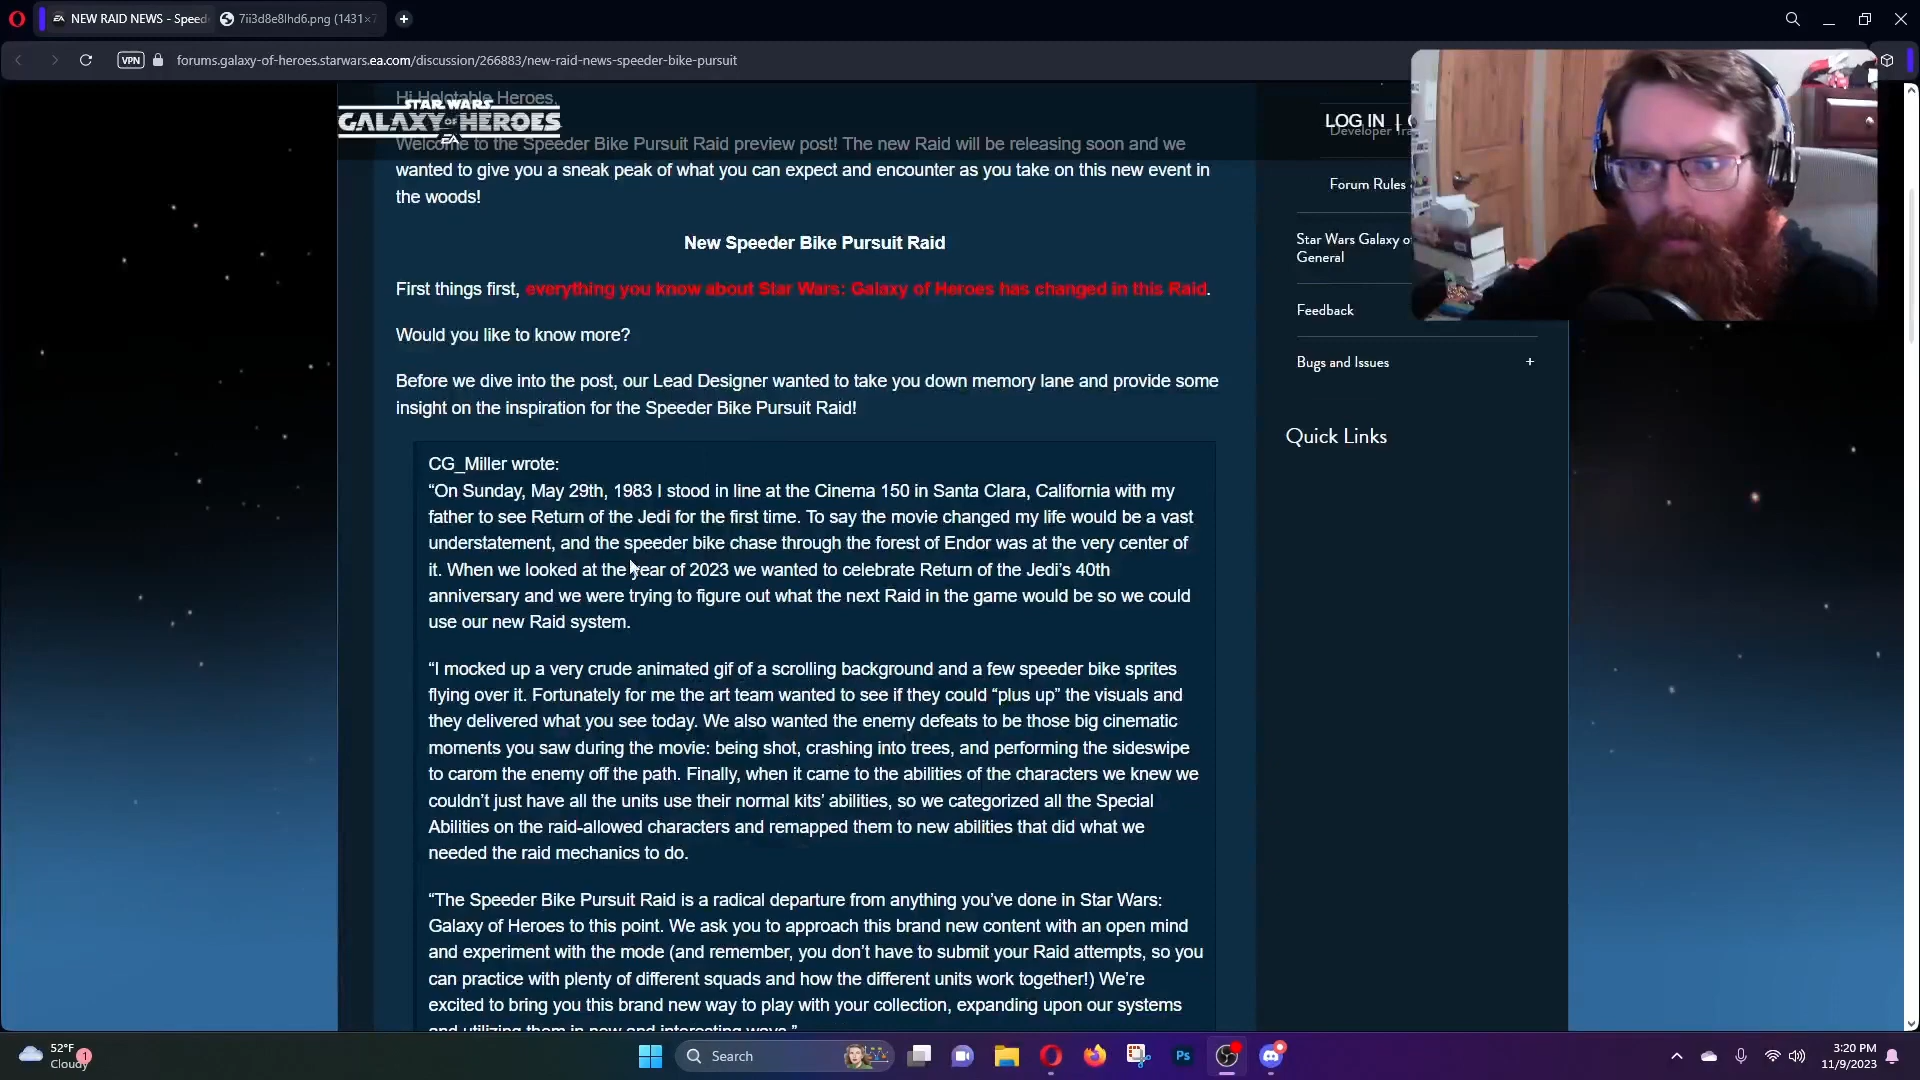 NEW RAID NEWS - Speed
7ii3d8e8lhd6.png (1431×7
VPN
forums.galaxy-of-heroes.starwars.ea.com/discussion/266883/new-raid-news-speeder-bike-pursuit
Hi Holotable Heroes,
STAR WARS
GALAXY OF HEROES
EA
LOG IN |
Developer Tra
Welcome to the Speeder Bike Pursuit Raid preview post! The new Raid will be releasing soon and we
wanted to give you a sneak peak of what you can expect and encounter as you take on this new event in
the woods!
New Speeder Bike Pursuit Raid
First things first, everything you know about Star Wars: Galaxy of Heroes has changed in this Raid.
Would you like to know more?
Before we dive into the post, our Lead Designer wanted to take you down memory lane and provide some
insight on the inspiration for the Speeder Bike Pursuit Raid!
CG_Miller wrote:
“On Sunday, May 29th, 1983 I stood in line at the Cinema 150 in Santa Clara, California with my
father to see Return of the Jedi for the first time. To say the movie changed my life would be a vast
understatement, and the speeder bike chase through the forest of Endor was at the very center of
it. When we looked at the year of 2023 we wanted to celebrate Return of the Jedi’s 40th
anniversary and we were trying to figure out what the next Raid in the game would be so we could
use our new Raid system.
“I mocked up a very crude animated gif of a scrolling background and a few speeder bike sprites
flying over it. Fortunately for me the art team wanted to see if they could “plus up” the visuals and
they delivered what you see today. We also wanted the enemy defeats to be those big cinematic
moments you saw during the movie: being shot, crashing into trees, and performing the sideswipe
to carom the enemy off the path. Finally, when it came to the abilities of the characters we knew we
couldn’t just have all the units use their normal kits’ abilities, so we categorized all the Special
Abilities on the raid-allowed characters and remapped them to new abilities that did what we
needed the raid mechanics to do.
“The Speeder Bike Pursuit Raid is a radical departure from anything you’ve done in Star Wars:
Galaxy of Heroes to this point. We ask you to approach this brand new content with an open mind
and experiment with the mode (and remember, you don’t have to submit your Raid attempts, so you
can practice with plenty of different squads and how the different units work together!) We’re
excited to bring you this brand new way to play with your collection, expanding upon our systems
and utilizing them in new and interesting ways.”
Forum Rules
Star Wars Galaxy o
General
Feedback
Bugs and Issues
+
Quick Links
52°F
Cloudy
1
Search
Ps
3:20 PM
11/9/2023